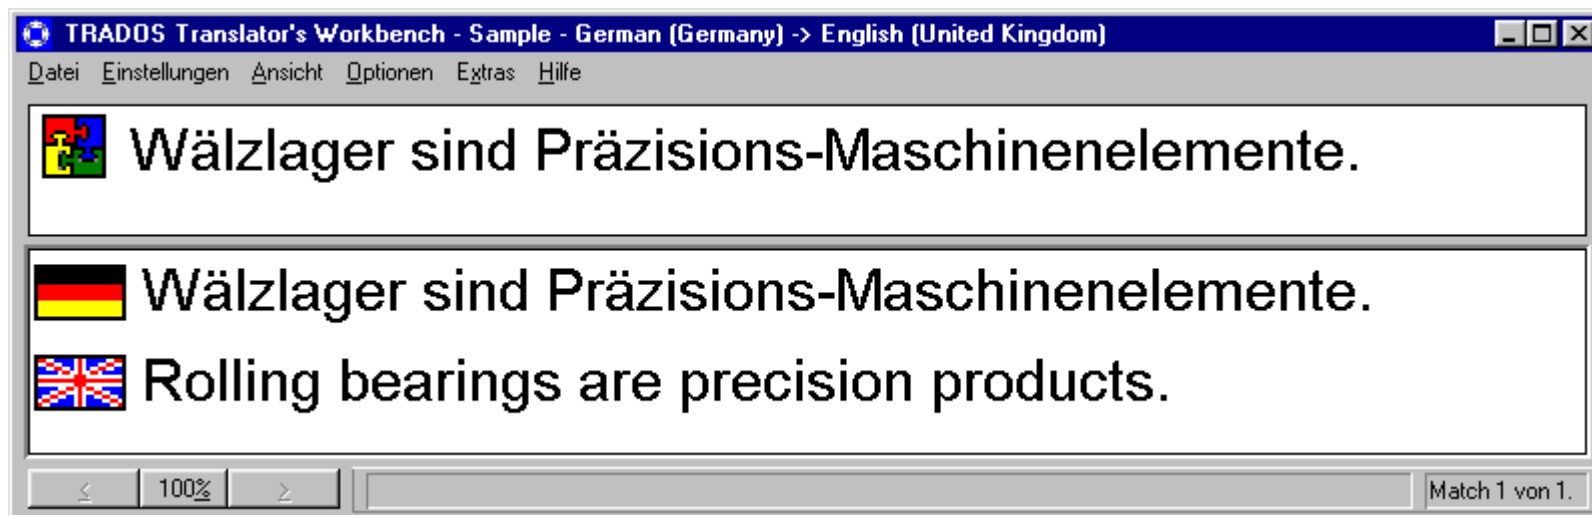 TRADOS Translator's Workbench - Sample - German (Germany) -> English (United Kingdom)
Datei Einstellungen Ansicht Optionen Extras Hilfe
Wälzlager sind Präzisions-Maschinenelemente.
Wälzlager sind Präzisions-Maschinenelemente.
Rolling bearings are precision products.
< 100% > Match 1 von 1.